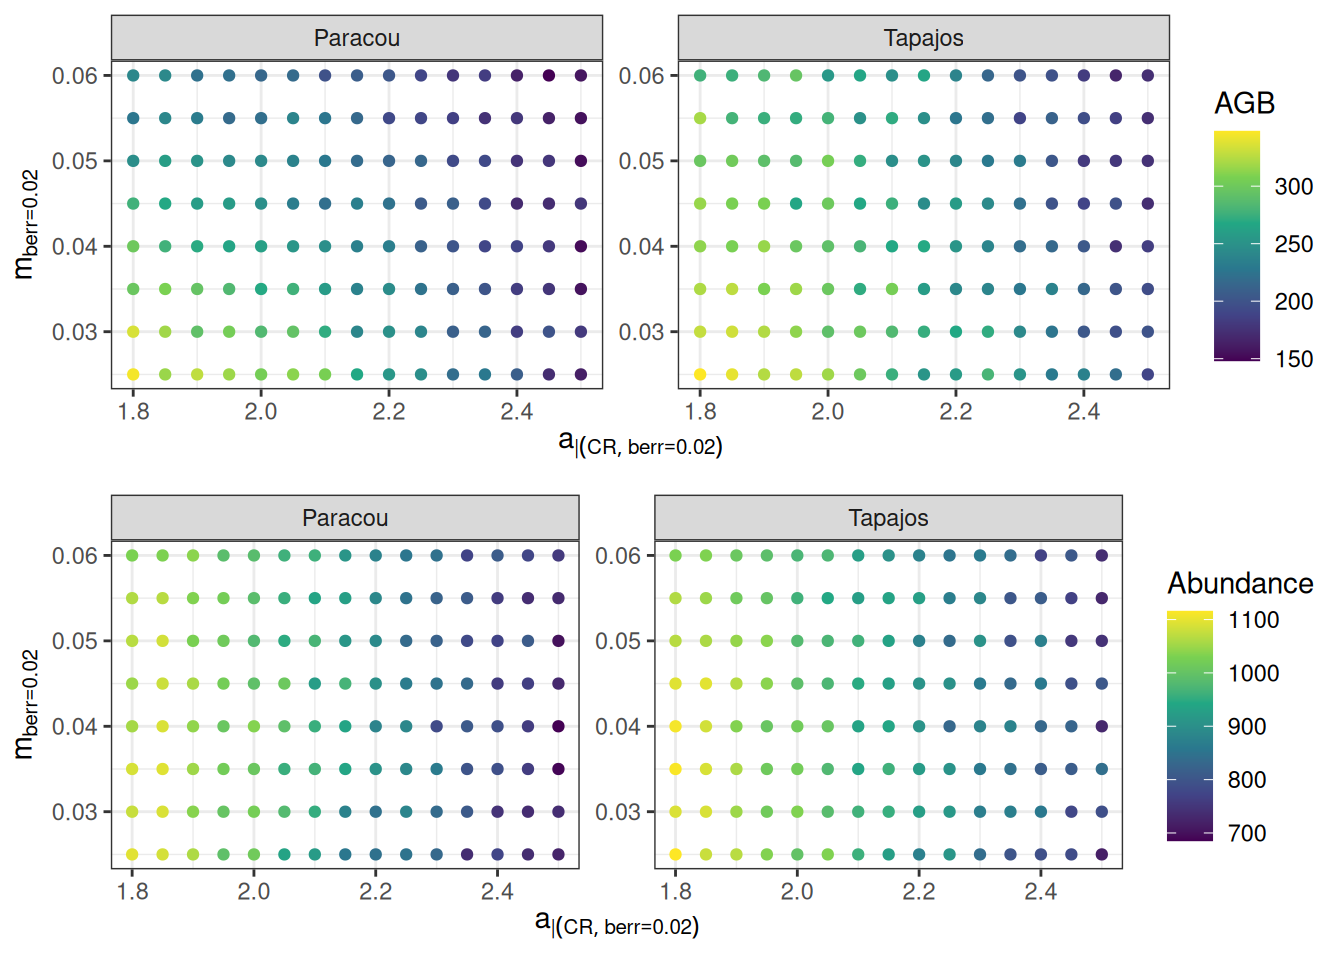 Paracou Tapajos
0.06 0.06
0.05 0.05
0.04 0.04
0.03 0.03
m berr=0.02
1.8 2.0 2.2 2.4 1.8 2.0 2.2 2.4
a |(CR, berr=0.02)
AGB
300
250
200
150
Paracou Tapajos
0.06 0.06
0.05 0.05
0.04 0.04
0.03 0.03
m berr=0.02
1.8 2.0 2.2 2.4 1.8 2.0 2.2 2.4
a |(CR, berr=0.02)
Abundance
1100
1000
900
800
700